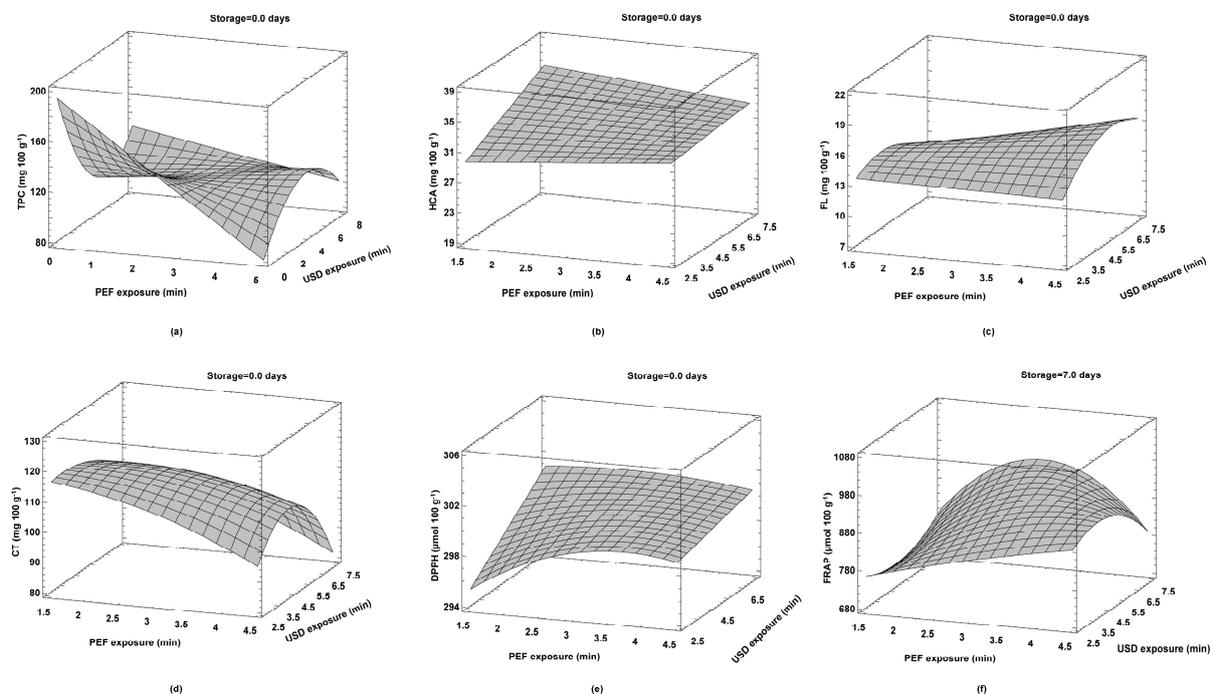 Storage=0.0 days
TPC (mg 100 g⁻¹)
200
160
120
80
0 1 2 3 4 5 6
0 2 4 6 8
USD exposure (min)
PEF exposure (min)
(a)
Storage=0.0 days
HCA (mg 100 g⁻¹)
39
35
31
27
23
19
1.5 2 2.5 3 3.5 4 4.5
2.5 3.5 4.5 5.5 6.5 7.5
USD exposure (min)
PEF exposure (min)
(b)
Storage=0.0 days
FL (mg 100 g⁻¹)
22
19
16
13
10
7
1.5 2 2.5 3 3.5 4 4.5
2.5 3.5 4.5 5.5 6.5 7.5
USD exposure (min)
PEF exposure (min)
(c)
Storage=0.0 days
CT (mg 100 g⁻¹)
130
120
110
100
90
80
1.5 2 2.5 3 3.5 4 4.5
2.5 3.5 4.5 5.5 6.5 7.5
USD exposure (min)
PEF exposure (min)
(d)
Storage=0.0 days
DPPH (µmol 100 g⁻¹)
306
302
298
294
1.5 2 2.5 3 3.5 4 4.5
2.5 4.5 6.5
USD exposure (min)
PEF exposure (min)
(e)
Storage=7.0 days
FRAP (µmol 100 g⁻¹)
1080
980
880
780
680
1.5 2 2.5 3 3.5 4 4.5
2.5 3.5 4.5 5.5 6.5 7.5
USD exposure (min)
PEF exposure (min)
(f)